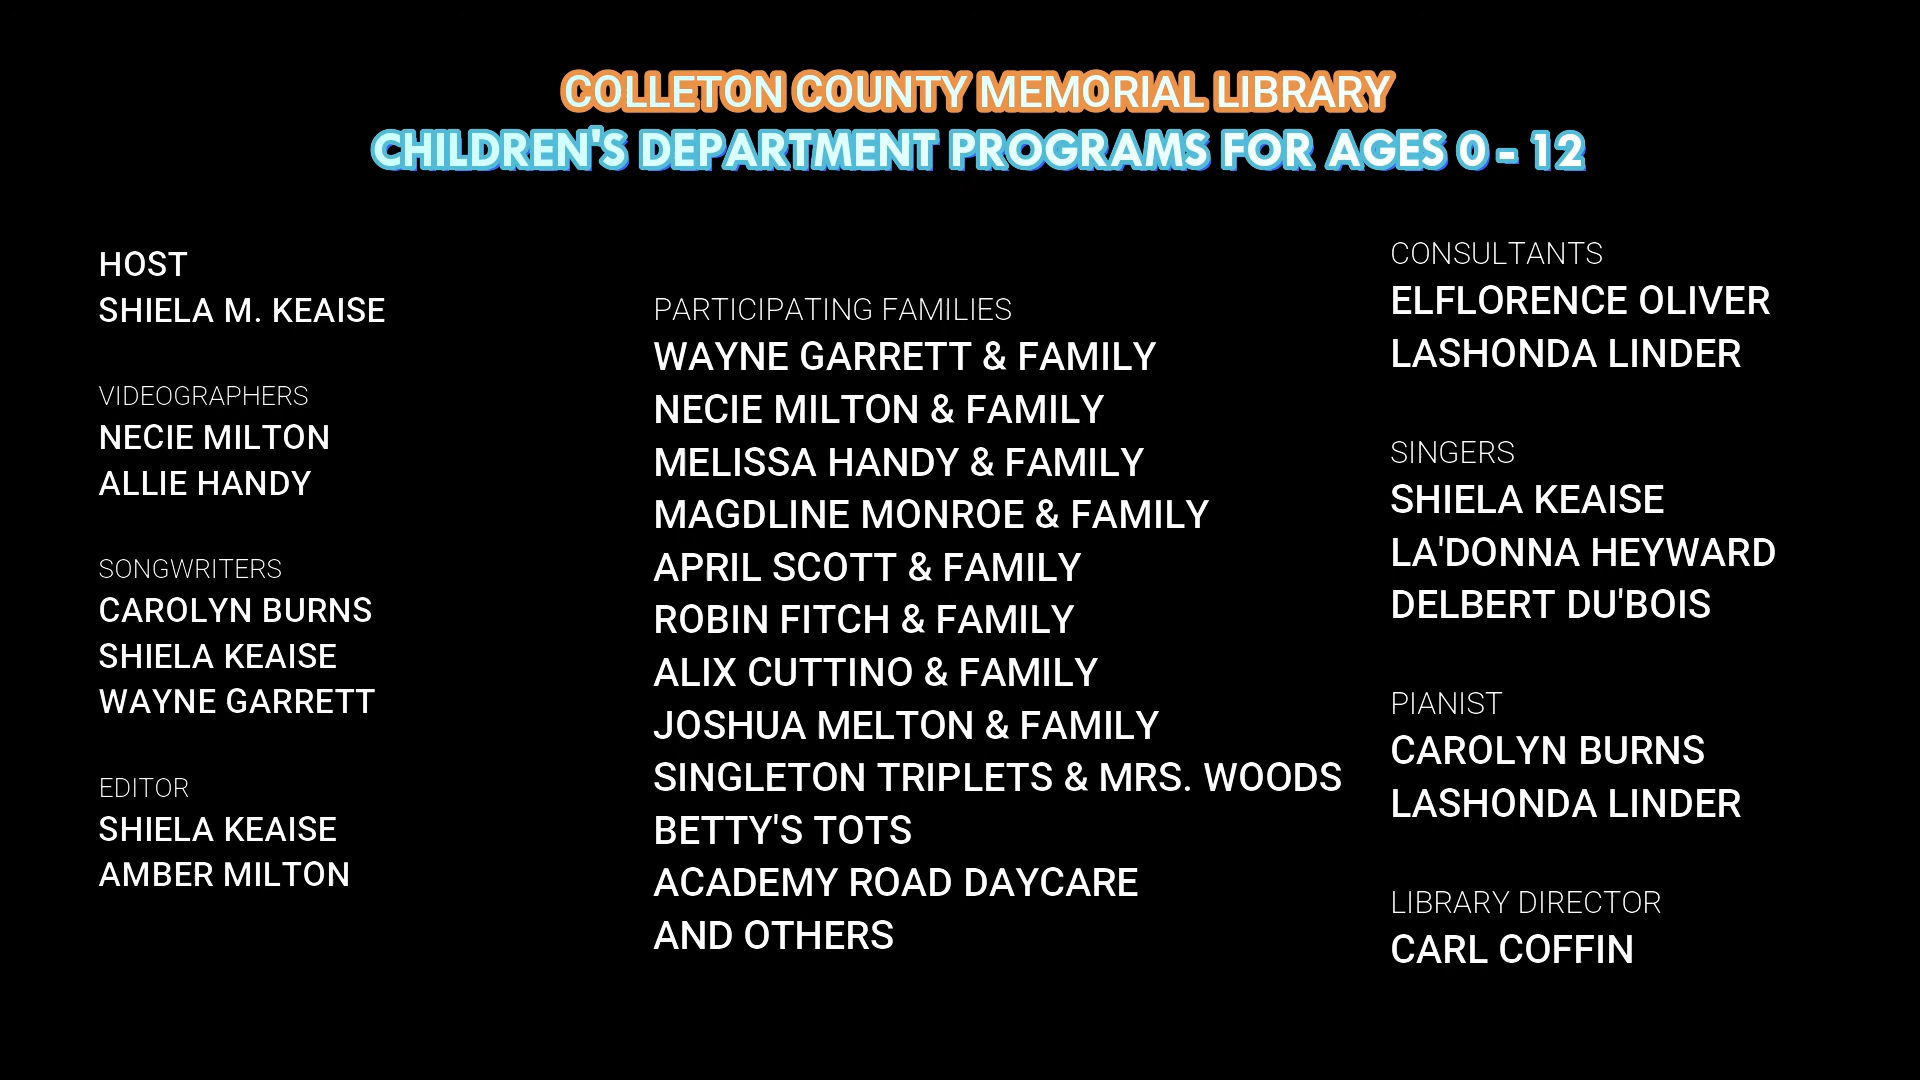 COLLETON COUNTY MEMORIAL LIBRARY
CHILDREN'S DEPARTMENT PROGRAMS FOR AGES 0 - 12
HOST
SHIELA M. KEAISE
VIDEOGRAPHERS
NECIE MILTON
ALLIE HANDY
SONGWRITERS
CAROLYN BURNS
SHIELA KEAISE
WAYNE GARRETT
EDITOR
SHIELA KEAISE
AMBER MILTON
PARTICIPATING FAMILIES
WAYNE GARRETT & FAMILY
NECIE MILTON & FAMILY
MELISSA HANDY & FAMILY
MAGDLINE MONROE & FAMILY
APRIL SCOTT & FAMILY
ROBIN FITCH & FAMILY
ALIX CUTTINO & FAMILY
JOSHUA MELTON & FAMILY
SINGLETON TRIPLETS & MRS. WOODS
BETTY'S TOTS
ACADEMY ROAD DAYCARE
AND OTHERS
CONSULTANTS
ELFLORENCE OLIVER
LASHONDA LINDER
SINGERS
SHIELA KEAISE
LA'DONNA HEYWARD
DELBERT DU'BOIS
PIANIST
CAROLYN BURNS
LASHONDA LINDER
LIBRARY DIRECTOR
CARL COFFIN